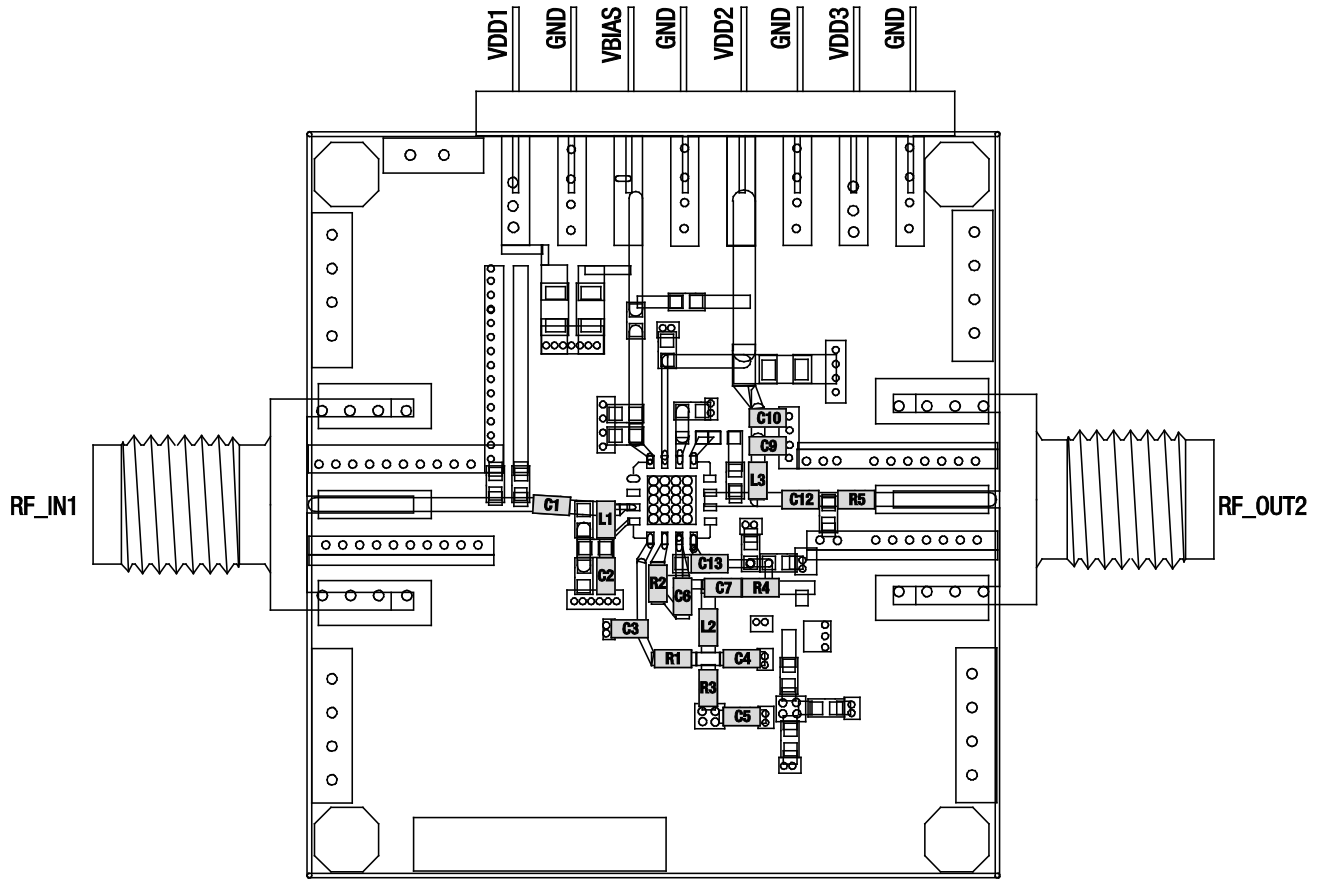 VDD1
GND
VBIAS
GND
VDD2
GND
VDD3
GND
C10
C9
L3
RF_IN1
C1
L1
C12
R5
RF_OUT2
C13
C2
R2
C6
C7
R4
C3
L2
R1
C4
R3
C5